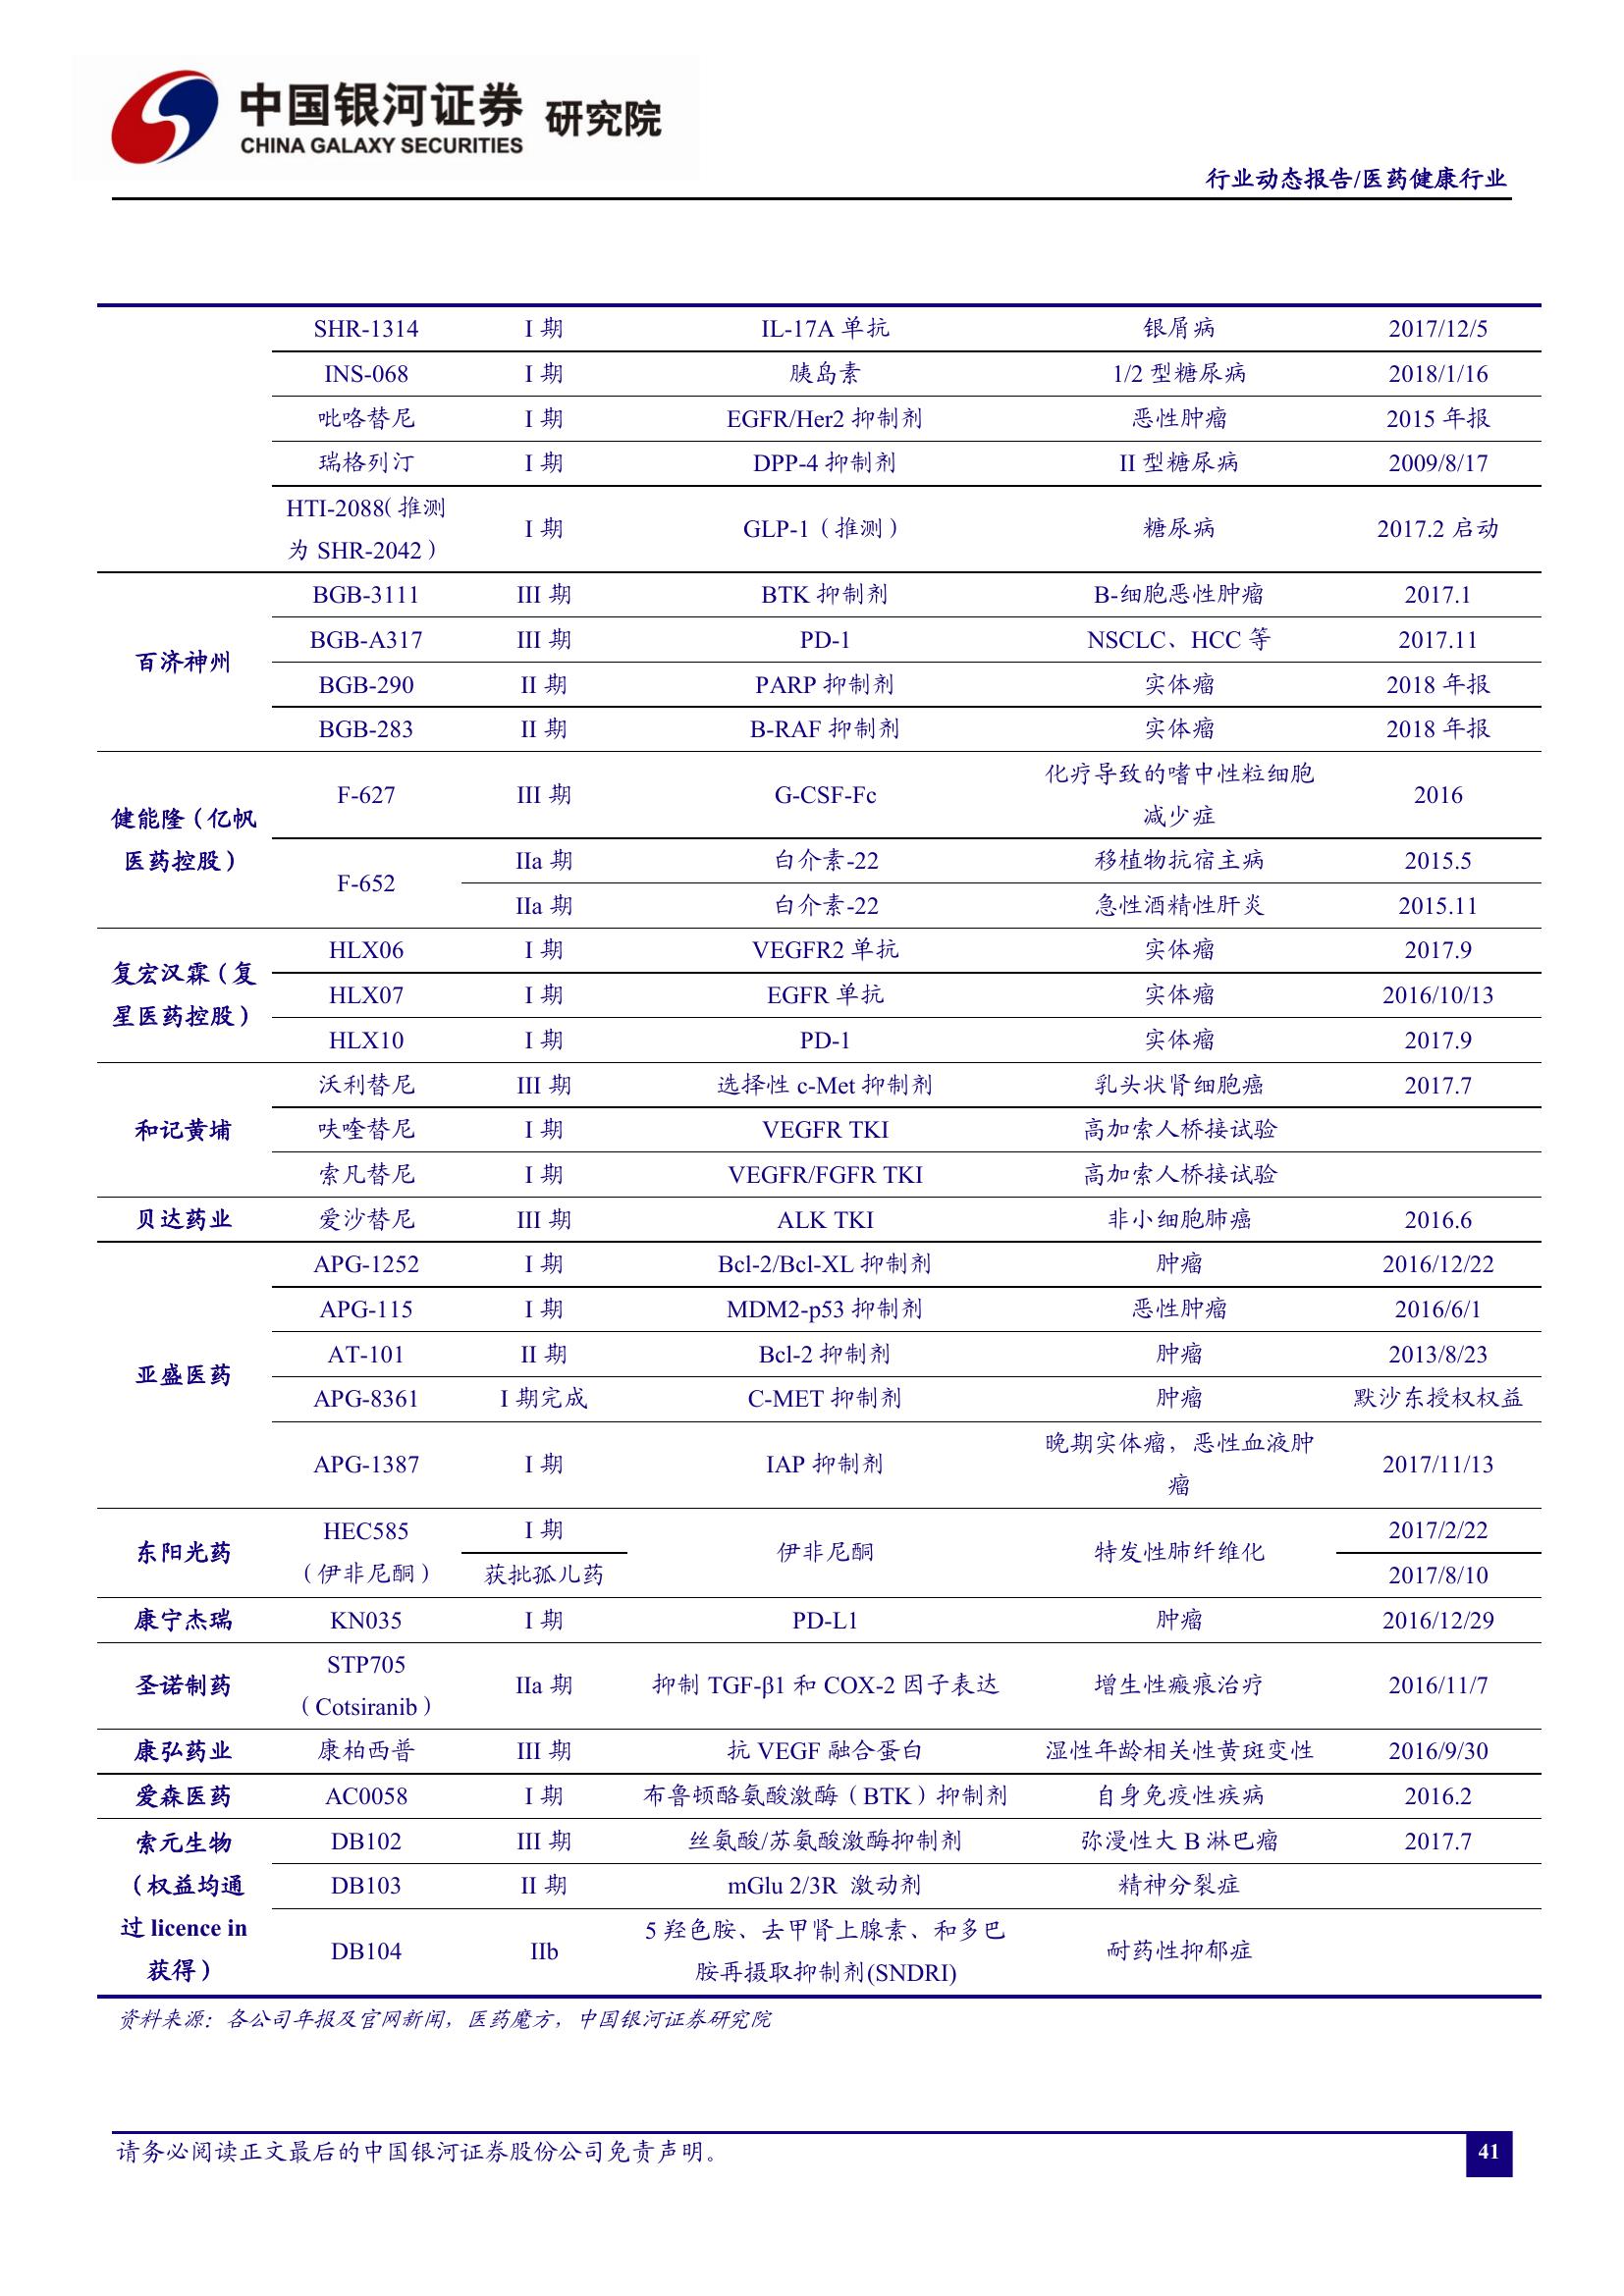 中国银河证券 研究院
CHINA GALAXY SECURITIES
行业动态报告/医药健康行业
SHR-1314 I 期 IL-17A 单抗 银屑病 2017/12/5
INS-068 I 期 胰岛素 1/2 型糖尿病 2018/1/16
吡咯替尼 I 期 EGFR/Her2 抑制剂 恶性肿瘤 2015 年报
瑞格列汀 I 期 DPP-4 抑制剂 II 型糖尿病 2009/8/17
HTI-2088（推测
为 SHR-2042）
I 期 GLP-1（推测） 糖尿病 2017.2 启动
百济神州
BGB-3111 III 期 BTK 抑制剂 B-细胞恶性肿瘤 2017.1
BGB-A317 III 期 PD-1 NSCLC、HCC 等 2017.11
BGB-290 II 期 PARP 抑制剂 实体瘤 2018 年报
BGB-283 II 期 B-RAF 抑制剂 实体瘤 2018 年报
健能隆（亿帆
医药控股）
F-627 III 期 G-CSF-Fc
化疗导致的嗜中性粒细胞
减少症
2016
F-652
IIa 期 白介素-22 移植物抗宿主病 2015.5
IIa 期 白介素-22 急性酒精性肝炎 2015.11
复宏汉霖（复
星医药控股）
HLX06 I 期 VEGFR2 单抗 实体瘤 2017.9
HLX07 I 期 EGFR 单抗 实体瘤 2016/10/13
HLX10 I 期 PD-1 实体瘤 2017.9
和记黄埔
沃利替尼 III 期 选择性 c-Met 抑制剂 乳头状肾细胞癌 2017.7
呋喹替尼 I 期 VEGFR TKI 高加索人桥接试验
索凡替尼 I 期 VEGFR/FGFR TKI 高加索人桥接试验
贝达药业 爱沙替尼 III 期 ALK TKI 非小细胞肺癌 2016.6
亚盛医药
APG-1252 I 期 Bcl-2/Bcl-XL 抑制剂 肿瘤 2016/12/22
APG-115 I 期 MDM2-p53 抑制剂 恶性肿瘤 2016/6/1
AT-101 II 期 Bcl-2 抑制剂 肿瘤 2013/8/23
APG-8361 I 期完成 C-MET 抑制剂 肿瘤 默沙东授权权益
APG-1387 I 期 IAP 抑制剂
晚期实体瘤，恶性血液肿
瘤
2017/11/13
东阳光药
HEC585
（伊非尼酮）
I 期
获批孤儿药
伊非尼酮 特发性肺纤维化
2017/2/22
2017/8/10
康宁杰瑞 KN035 I 期 PD-L1 肿瘤 2016/12/29
圣诺制药
STP705
（Cotsiranib）
IIa 期 抑制 TGF-β1 和 COX-2 因子表达 增生性瘢痕治疗 2016/11/7
康弘药业 康柏西普 III 期 抗 VEGF 融合蛋白 湿性年龄相关性黄斑变性 2016/9/30
爱森医药 AC0058 I 期 布鲁顿酪氨酸激酶（BTK）抑制剂 自身免疫性疾病 2016.2
索元生物
（权益均通
过 licence in
获得）
DB102 III 期 丝氨酸/苏氨酸激酶抑制剂 弥漫性大 B 淋巴瘤 2017.7
DB103 II 期 mGlu 2/3R 激动剂 精神分裂症
DB104 IIb
5 羟色胺、去甲肾上腺素、和多巴
胺再摄取抑制剂(SNDRI)
耐药性抑郁症
资料来源：各公司年报及官网新闻，医药魔方，中国银河证券研究院
请务必阅读正文最后的中国银河证券股份公司免责声明。
41